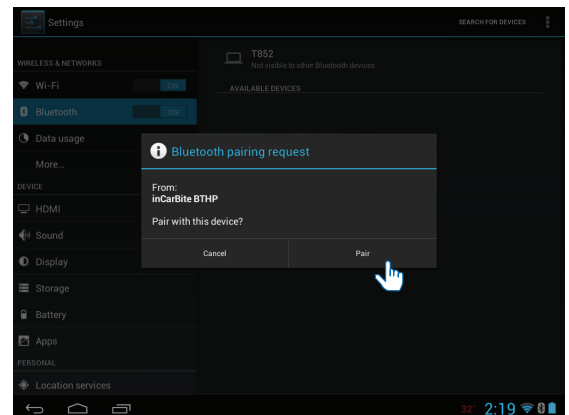 Settings
SEARCH FOR DEVICES
WIRELESS & NETWORKS
Wi-Fi
ON
Bluetooth
ON
Data usage
More...
DEVICE
HDMI
Sound
Display
Storage
Battery
Apps
PERSONAL
Location services
T852
Not visible to other Bluetooth devices
AVAILABLE DEVICES
Bluetooth pairing request
From:
inCarBite BTHP
Pair with this device?
Cancel
Pair
32°
2:19